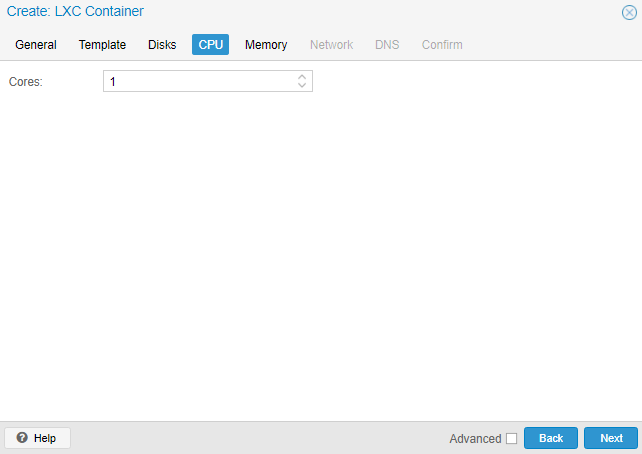 Create: LXC Container
General Template Disks CPU Memory Network DNS Confirm
Cores: 1
Help Advanced Back Next